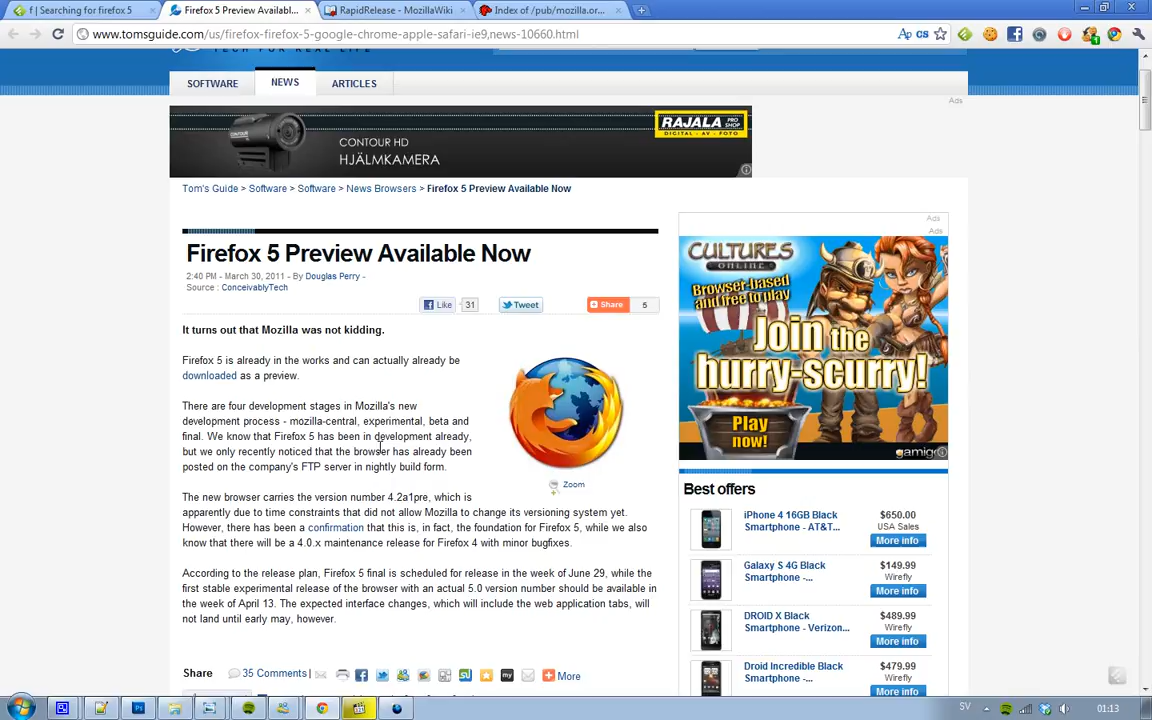 f | Searching for firefox 5
Firefox 5 Preview Availabl...
RapidRelease - MozillaWiki
Index of /pub/mozilla.or...
www.tomsguide.com/us/firefox-firefox-5-google-chrome-apple-safari-ie9,news-10660.html
SOFTWARE
NEWS
ARTICLES
Ads
CONTOUR HD
HJÄLMKAMERA
RAJALA PRO SHOP
DIGITAL - AV - FOTO
Tom's Guide > Software > Software > News Browsers > Firefox 5 Preview Available Now
Firefox 5 Preview Available Now
2:40 PM - March 30, 2011 - By Douglas Perry -
Source : ConceivablyTech
Like 31
Tweet
Share 5
It turns out that Mozilla was not kidding.
Firefox 5 is already in the works and can actually already be
downloaded as a preview.
There are four development stages in Mozilla's new
development process - mozilla-central, experimental, beta and
final. We know that Firefox 5 has been in development already,
but we only recently noticed that the browser has already been
posted on the company's FTP server in nightly build form.
Zoom
The new browser carries the version number 4.2a1pre, which is
apparently due to time constraints that did not allow Mozilla to change its versioning system yet.
However, there has been a confirmation that this is, in fact, the foundation for Firefox 5, while we also
know that there will be a 4.0.x maintenance release for Firefox 4 with minor bugfixes.
According to the release plan, Firefox 5 final is scheduled for release in the week of June 29, while the
first stable experimental release of the browser with an actual 5.0 version number should be available in
the week of April 13. The expected interface changes, which will include the web application tabs, will
not land until early may, however.
Share
35 Comments |
More
Ads
Ads
CULTURES
ONLINE
Browser-based
and free to play
Join the
hurry-scurry!
Play
now!
gamigo
Best offers
iPhone 4 16GB Black
Smartphone - AT&T...
$650.00
USA Sales
More info
Galaxy S 4G Black
Smartphone -...
$149.99
Wirefly
More info
DROID X Black
Smartphone - Verizon...
$489.99
Wirefly
More info
Droid Incredible Black
Smartphone -...
$479.99
Wirefly
More info
SV
01:13